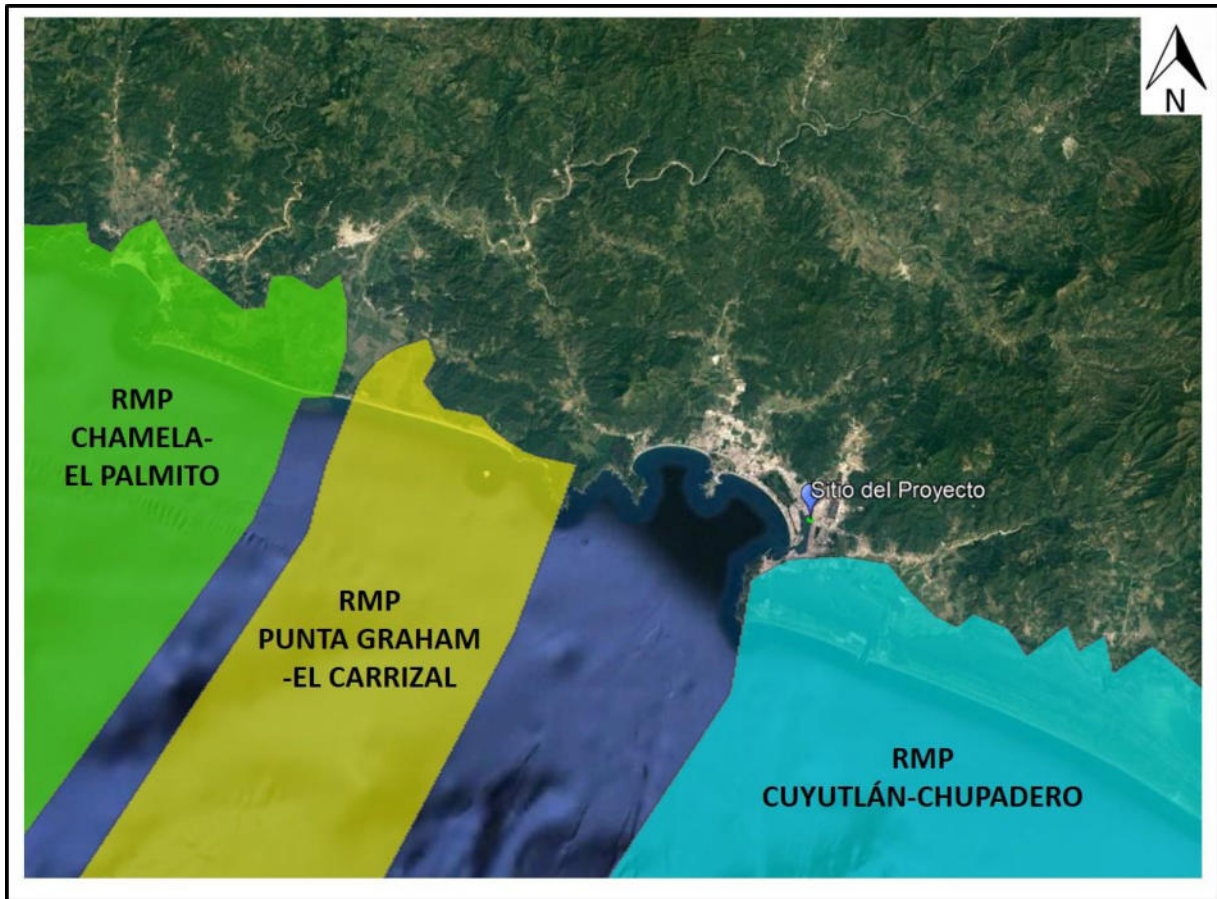 N
RMP
CHAMELA-
EL PALMITO
Sitio del Proyecto
RMP
PUNTA GRAHAM
-EL CARRIZAL
RMP
CUYUTLÁN-CHUPADERO